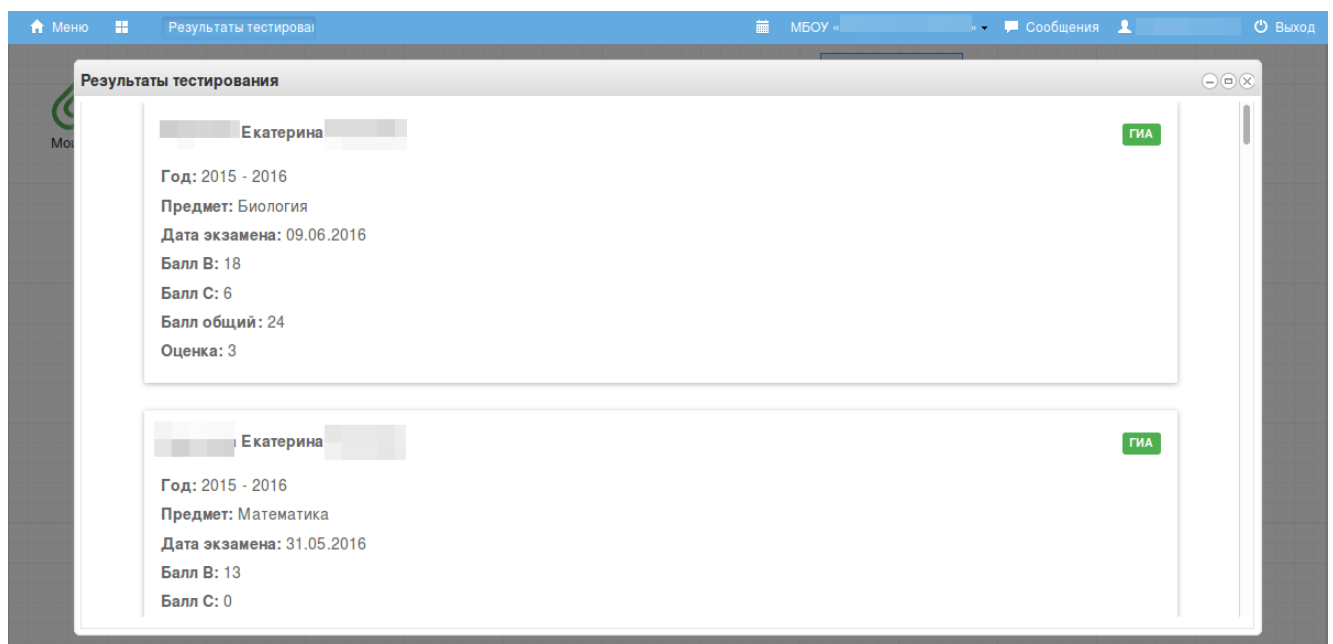 Меню
Результаты тестирован
МБОУ «
»
Сообщения
Выход
Результаты тестирования
Екатерина
ГИА
Год: 2015 - 2016
Предмет: Биология
Дата экзамена: 09.06.2016
Балл B: 18
Балл C: 6
Балл общий: 24
Оценка: 3
Екатерина
ГИА
Год: 2015 - 2016
Предмет: Математика
Дата экзамена: 31.05.2016
Балл B: 13
Балл C: 0